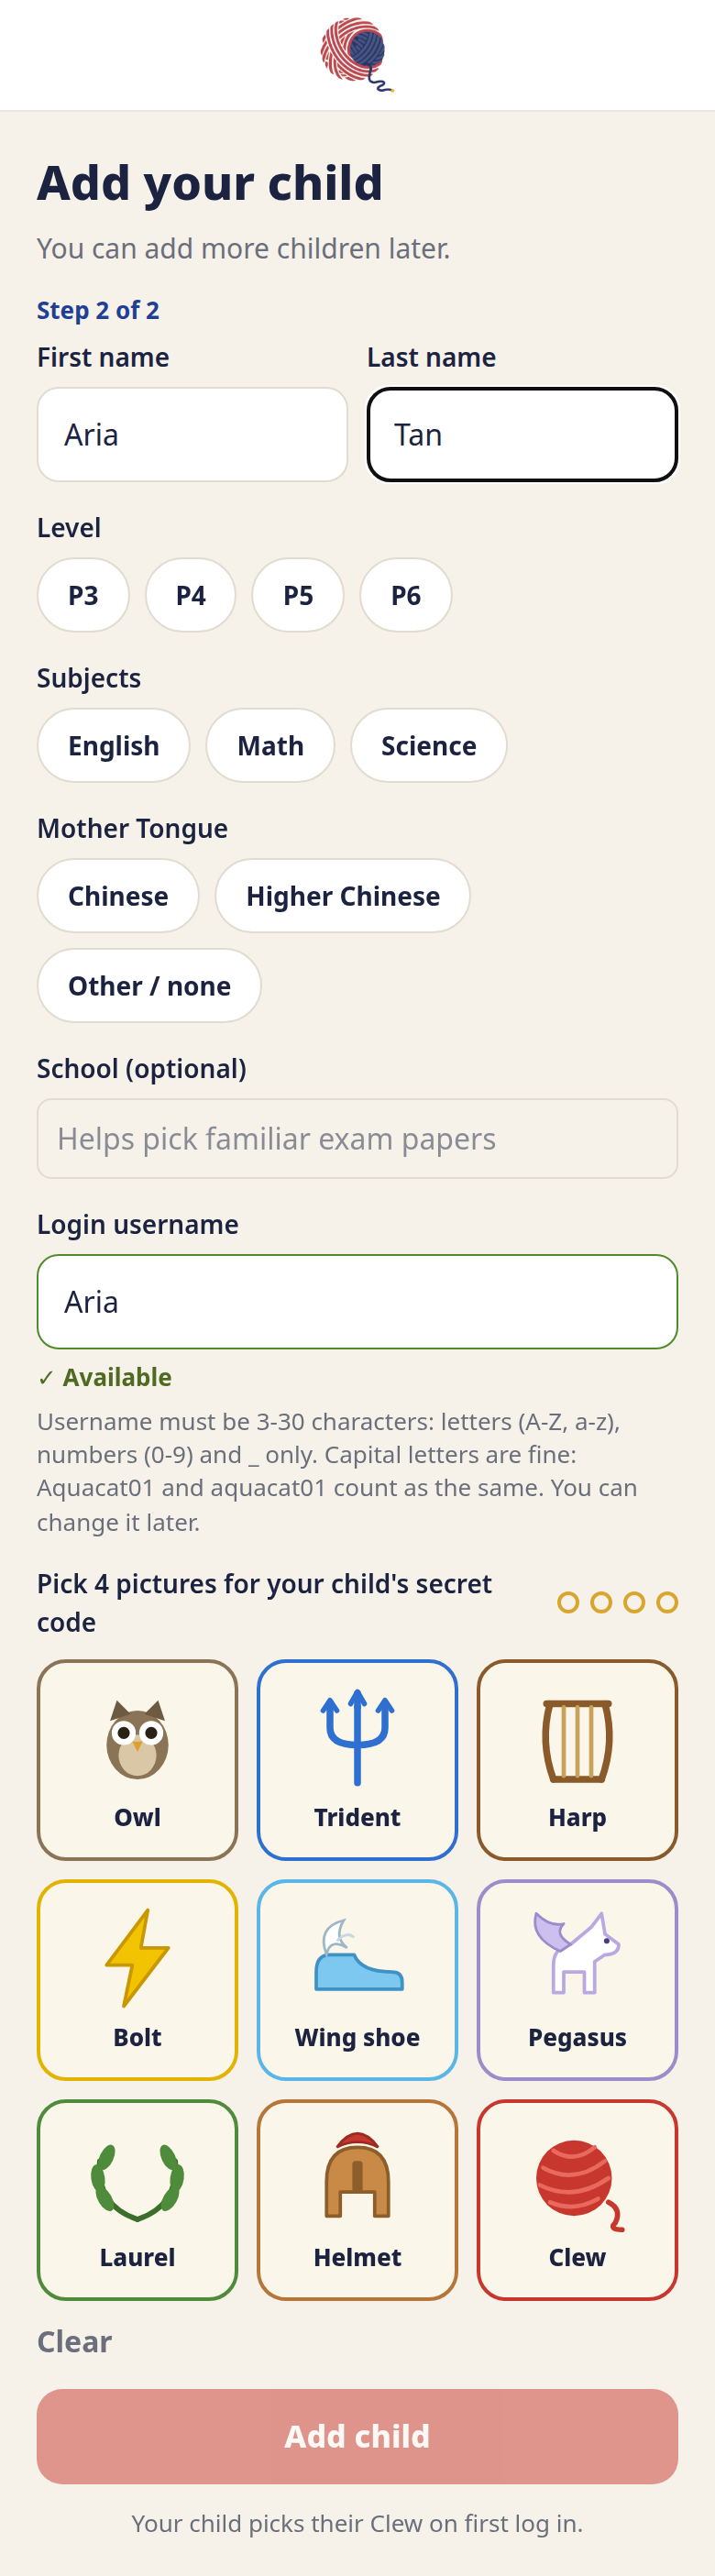 Add your child
You can add more children later.
Step 2 of 2
First name
Last name
Aria
Tan
Level
P3
P4
P5
P6
Subjects
English
Math
Science
Mother Tongue
Chinese
Higher Chinese
Other / none
School (optional)
Helps pick familiar exam papers
Login username
Aria
✓ Available
Username must be 3-30 characters: letters (A-Z, a-z),
numbers (0-9) and _ only. Capital letters are fine:
Aquacat01 and aquacat01 count as the same. You can
change it later.
Pick 4 pictures for your child's secret
code
Owl
Trident
Harp
Bolt
Wing shoe
Pegasus
Laurel
Helmet
Clew
Clear
Add child
Your child picks their Clew on first log in.